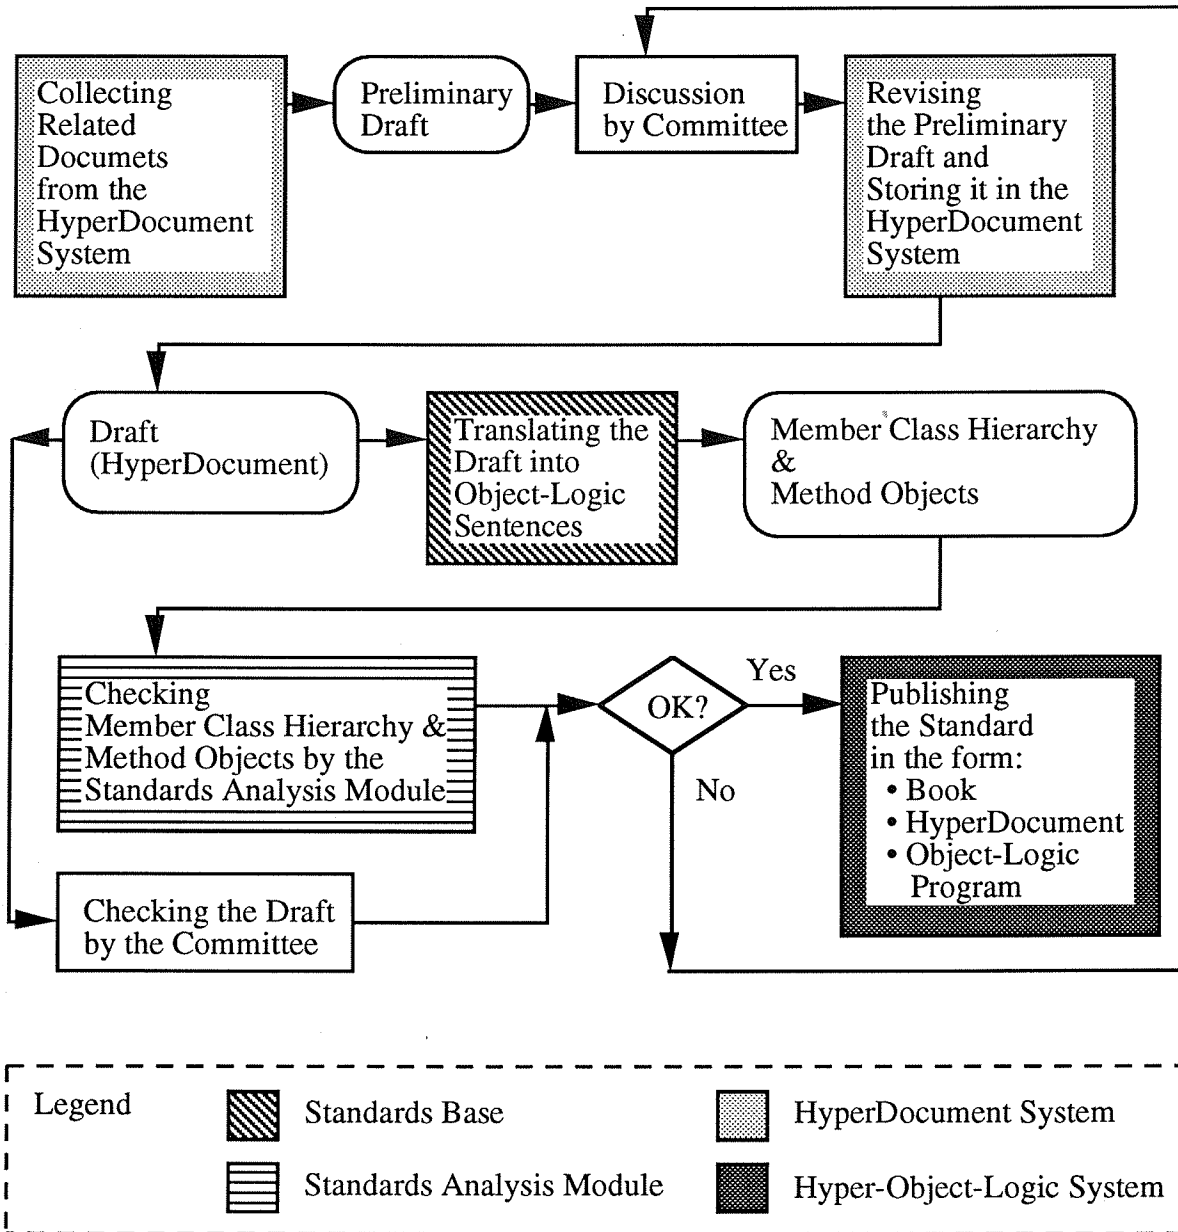 Collecting
Related
Documets
from the
HyperDocument
System
Preliminary
Draft
Discussion
by Committee
Revising
the Preliminary
Draft and
Storing it in the
HyperDocument
System
Draft
(HyperDocument)
Translating the
Draft into
Object-Logic
Sentences
Member Class Hierarchy
&
Method Objects
Checking
Member Class Hierarchy &
Method Objects by the
Standards Analysis Module
OK?
Yes
No
Publishing
the Standard
in the form:
• Book
• HyperDocument
• Object-Logic
Program
Checking the Draft
by the Committee
Legend
Standards Base
HyperDocument System
Standards Analysis Module
Hyper-Object-Logic System